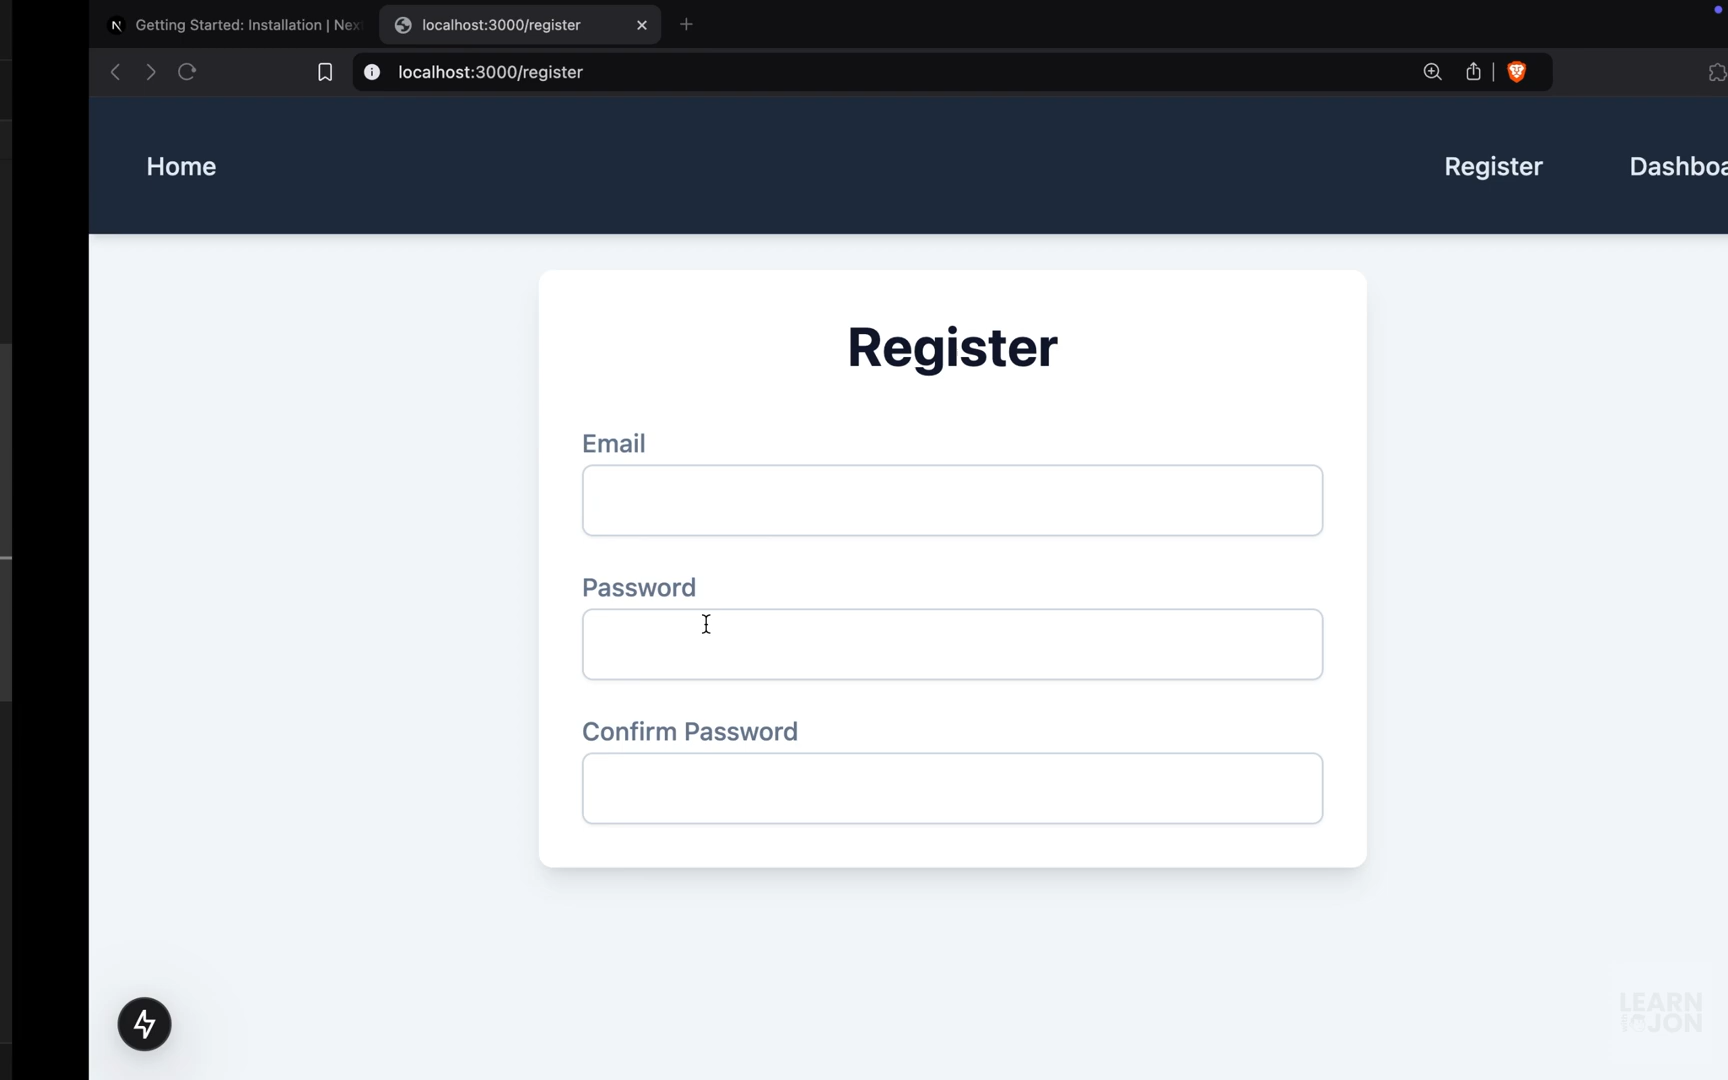 Getting Started: Installation | Nex
localhost:3000/register
localhost:3000/register
Home
Register
Dashboa
Register
Email
Password
Confirm Password
LEARN
JON